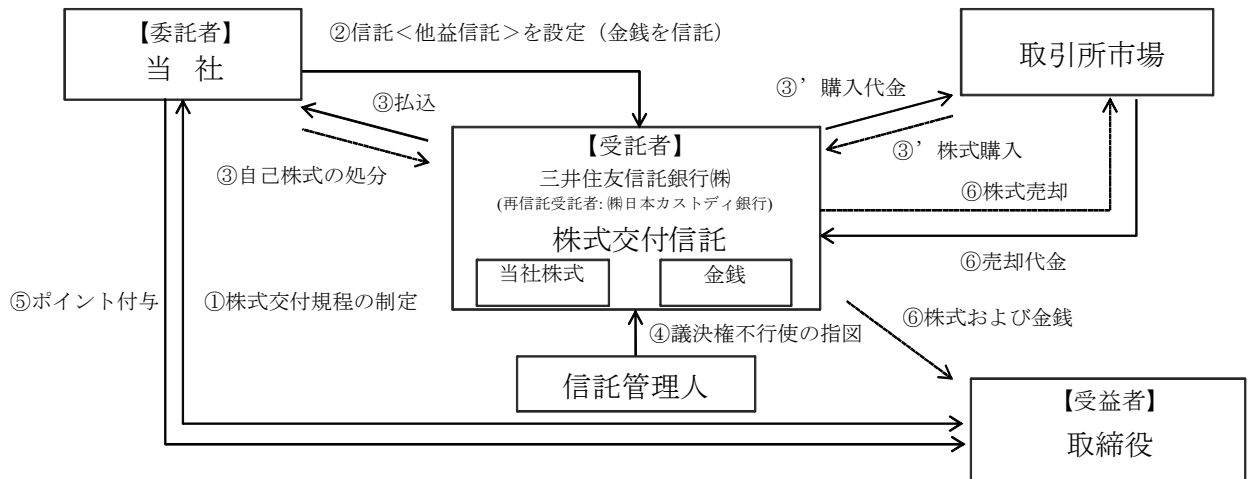 【委託者】
当 社
②信託<他益信託>を設定（金銭を信託）
取引所市場
③払込
③’購入代金
③自己株式の処分
③’株式購入
【受託者】
三井住友信託銀行㈱
(再信託受託者:㈱日本カストディ銀行)
株式交付信託
当社株式
金銭
⑥株式売却
⑥売却代金
⑤ポイント付与
①株式交付規程の制定
⑥株式および金銭
④議決権不行使の指図
信託管理人
【受益者】
取締役